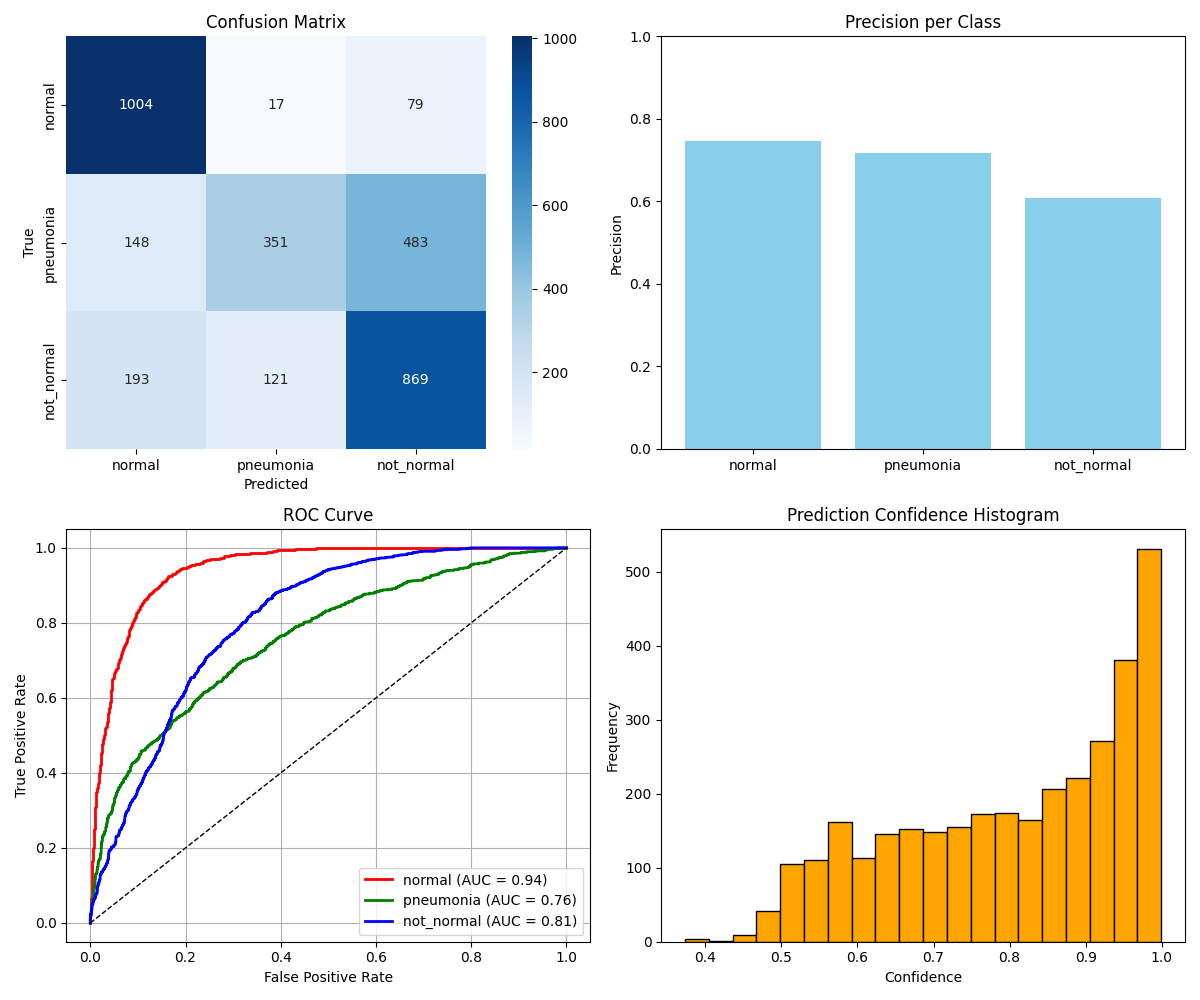 Confusion Matrix
1004 17 79
148 351 483
193 121 869
normal
pneumonia
not_normal
True
normal pneumonia not_normal
Predicted
1000
800
600
400
200
Precision per Class
1.0
0.8
0.6
0.4
0.2
0.0
Precision
normal pneumonia not_normal
ROC Curve
1.0
0.8
0.6
0.4
0.2
0.0
True Positive Rate
normal (AUC = 0.94)
pneumonia (AUC = 0.76)
not_normal (AUC = 0.81)
0.0 0.2 0.4 0.6 0.8 1.0
False Positive Rate
Prediction Confidence Histogram
500
400
300
200
100
0
Frequency
0.4 0.5 0.6 0.7 0.8 0.9 1.0
Confidence